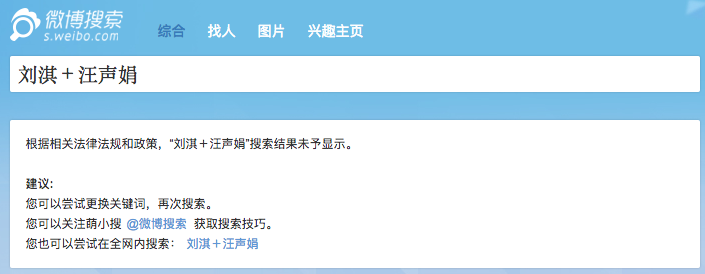 微博搜索
s.weibo.com
综合 找人 图片 兴趣主页
刘淇＋汪声娟
根据相关法律法规和政策，“刘淇＋汪声娟”搜索结果未予显示。
建议:
您可以尝试更换关键词，再次搜索。
您可以关注萌小搜 @微博搜索 获取搜索技巧。
您也可以尝试在全网内搜索： 刘淇＋汪声娟